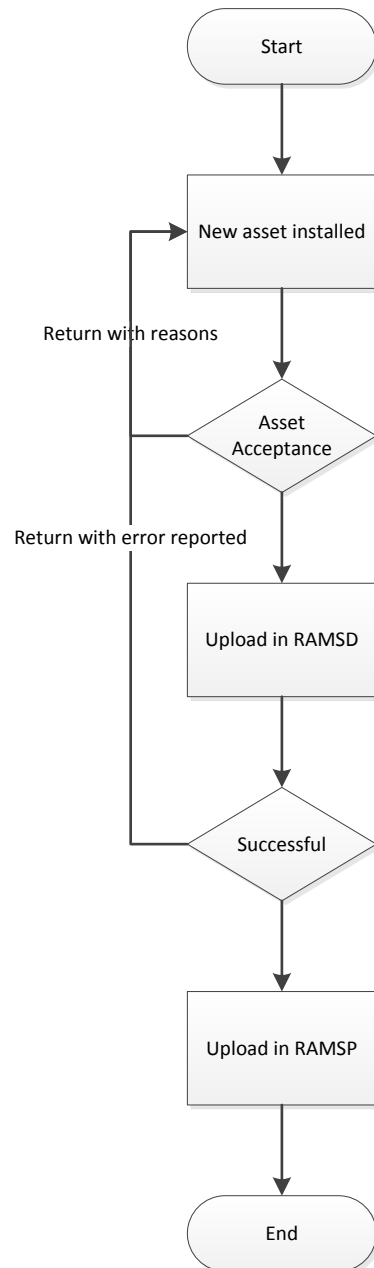 Start
New asset installed
Return with reasons
Asset
Acceptance
Return with error reported
Upload in RAMSD
Successful
Upload in RAMSP
End